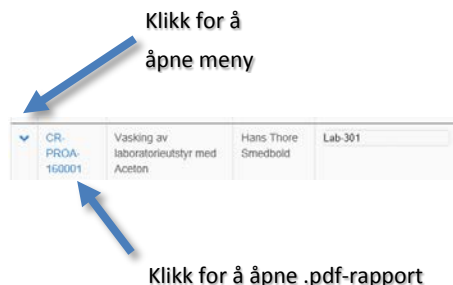 Klikk for å
åpne meny
CR-
PROA-
160001
Vasking av
laboratorieutstyr med
Aceton
Hans Thore
Smedbold
Lab-301
Klikk for å åpne .pdf-rapport